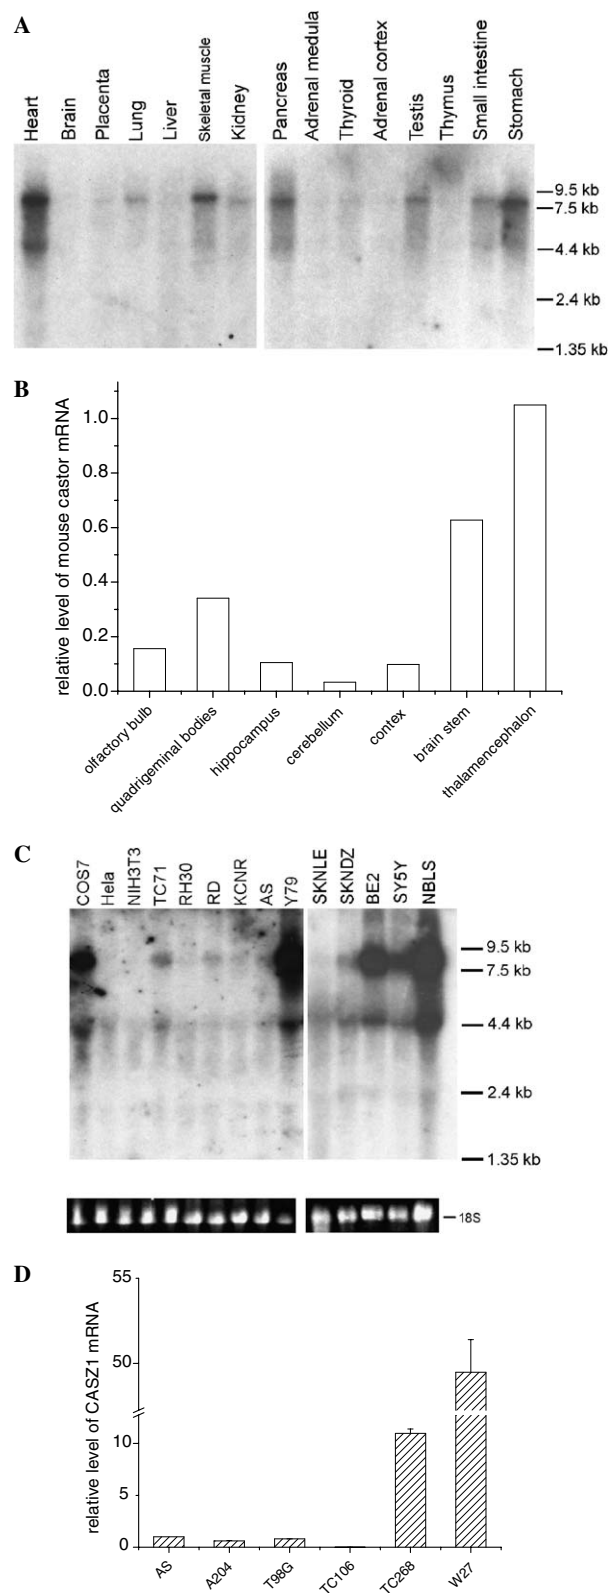 A
Heart
Brain
Placenta
Lung
Liver
Skeletal muscle
Kidney
Pancreas
Adrenal medula
Thyroid
Adrenal cortex
Testis
Thymus
Small intestine
Stomach
9.5 kb
7.5 kb
4.4 kb
2.4 kb
1.35 kb
B
relative level of mouse castor mRNA
1.0
0.8
0.6
0.4
0.2
0.0
olfactory bulb
quadrigeminal bodies
hippocampus
cerebellum
contex
brain stem
thalamencephalon
C
COS7
Hela
NIH3T3
TC71
RH30
RD
KCNR
AS
Y79
SKNLE
SKNDZ
BE2
SY5Y
NBLS
9.5 kb
7.5 kb
4.4 kb
2.4 kb
1.35 kb
18S
D
relative level of CASZ1 mRNA
55
50
10
5
0
AS
A204
T98G
TC106
TC268
W27